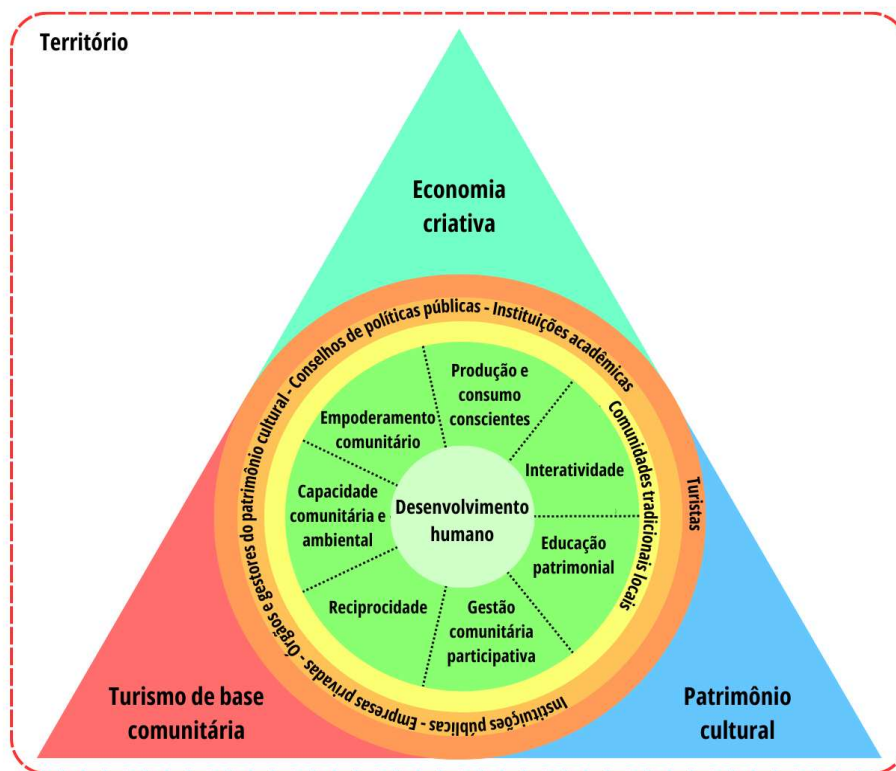 Território
Economia
criativa
Instituições públicas - Empresas privadas - Órgãos e gestores do patrimônio cultural - Conselhos de políticas públicas - Instituições acadêmicas
Comunidades tradicionais locais
Turistas
Produção e
consumo
conscientes
Empoderamento
comunitário
Interatividade
Capacidade
comunitária e
ambiental
Desenvolvimento
humano
Educação
patrimonial
Reciprocidade
Gestão
comunitária
participativa
Turismo de base
comunitária
Patrimônio
cultural